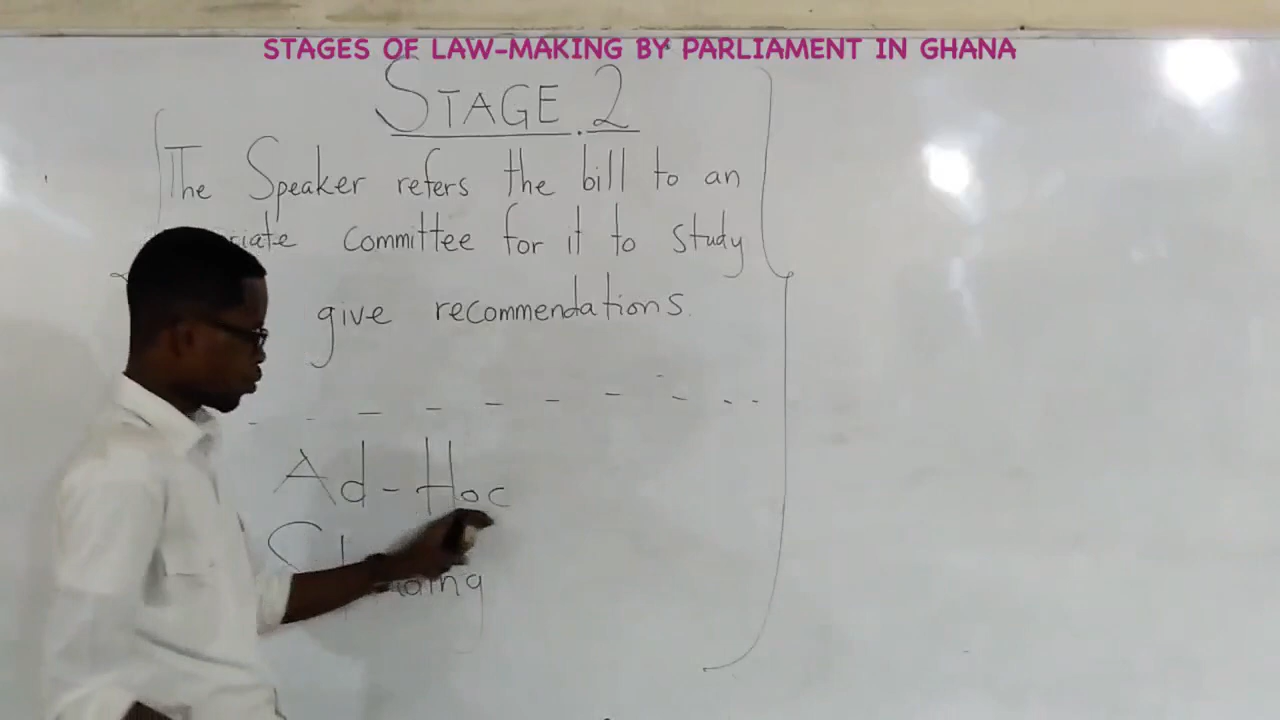 STAGES OF LAW-MAKING BY PARLIAMENT IN GHANA
STAGE 2
The Speaker refers the bill to an
committee for it to study
give recommendations.
Ad-Hoc